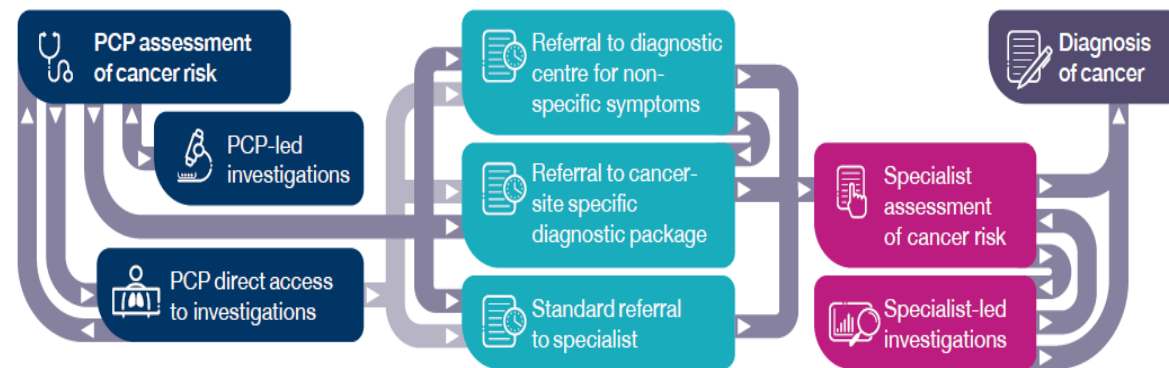 PCP assessment
of cancer risk
PCP-led
investigations
PCP direct access
to investigations
Referral to diagnostic
centre for non-
specific symptoms
Referral to cancer-
site specific
diagnostic package
Standard referral
to specialist
Specialist
assessment
of cancer risk
Specialist-led
investigations
Diagnosis
of cancer